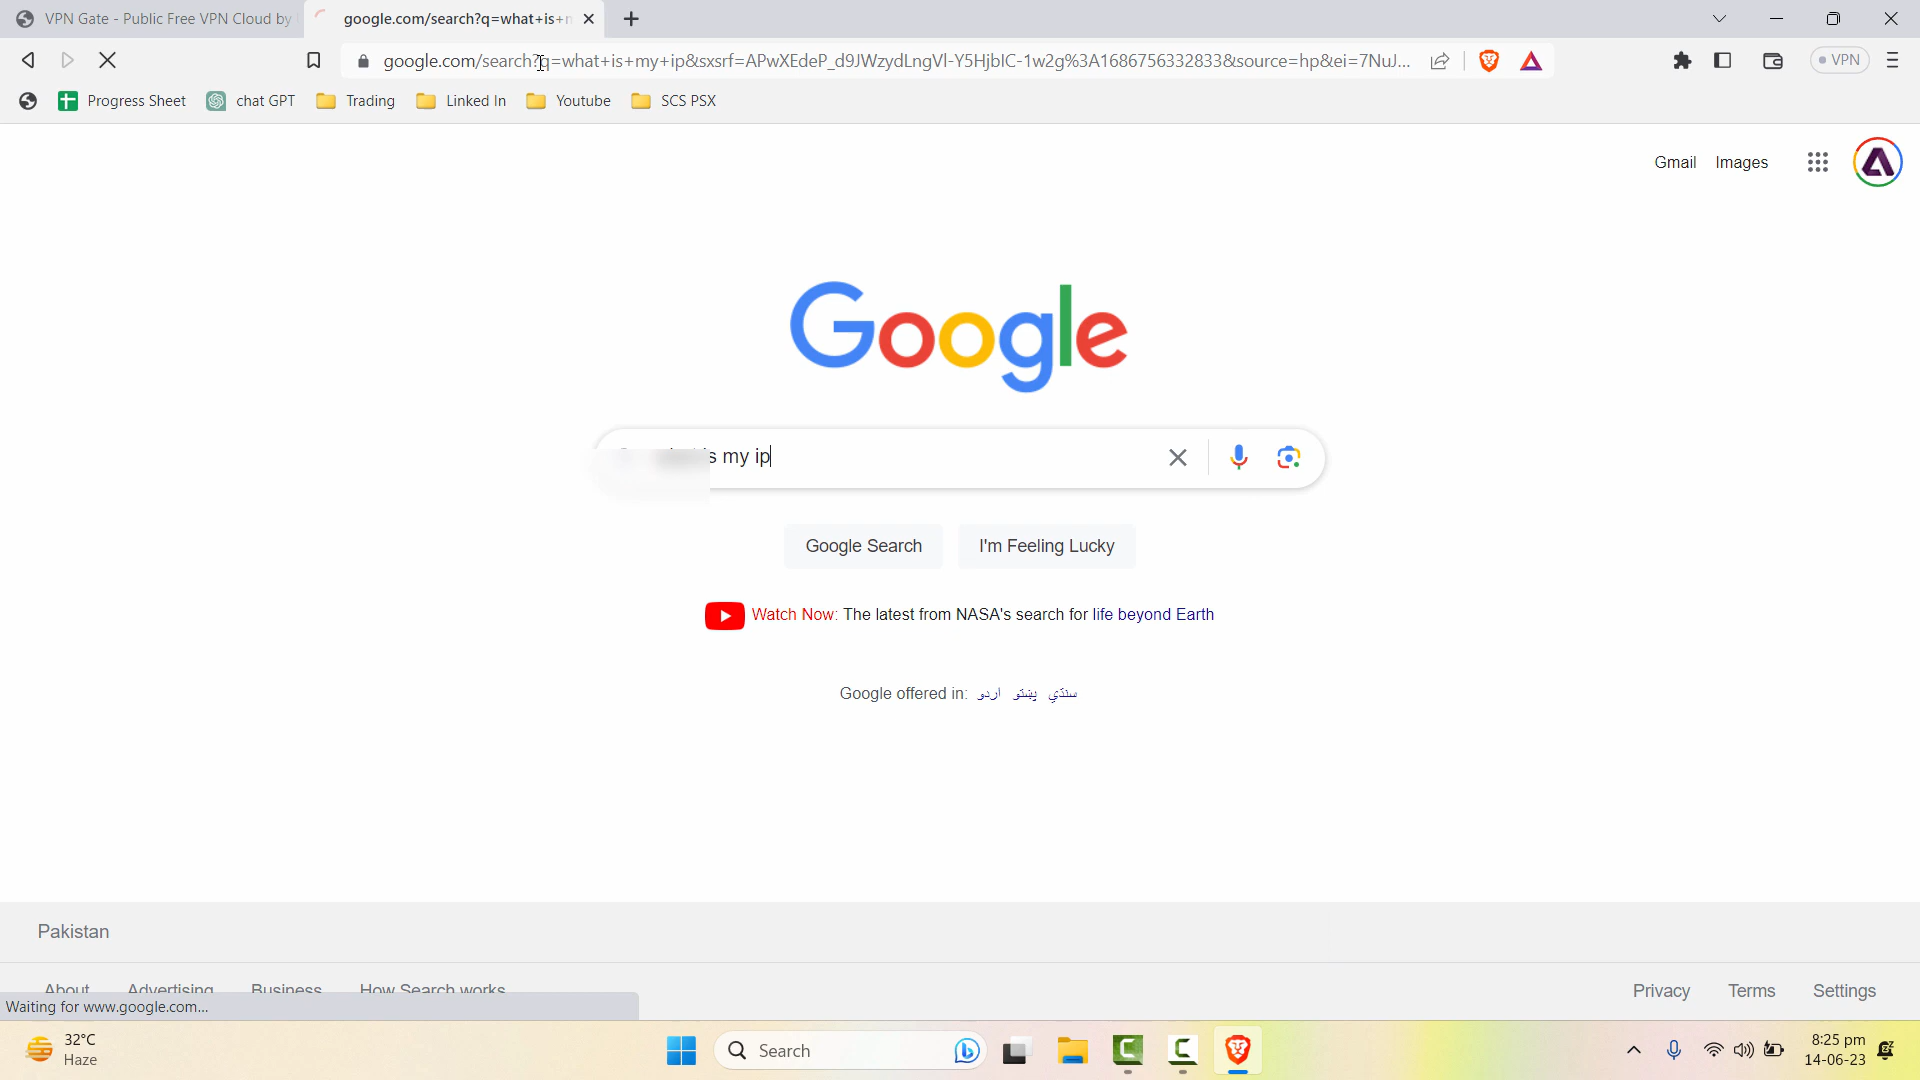 VPN Gate - Public Free VPN Cloud by
google.com/search?q=what+is+n
google.com/search?q=what+is+my+ip&sxsrf=APwXEdeP_d9JWzydLngVl-Y5HjbIC-1w2g%3A1686756332833&source=hp&ei=7NuJ...
VPN
Progress Sheet
chat GPT
Trading
Linked In
Youtube
SCS PSX
Gmail
Images
Google
s my ip
Google Search
I'm Feeling Lucky
Watch Now: The latest from NASA's search for life beyond Earth
Google offered in: اردو پښتو سنڌي
Pakistan
About
Advertising
Business
How Search works
Privacy
Terms
Settings
Waiting for www.google.com...
32°C
Haze
Search
8:25 pm
14-06-23